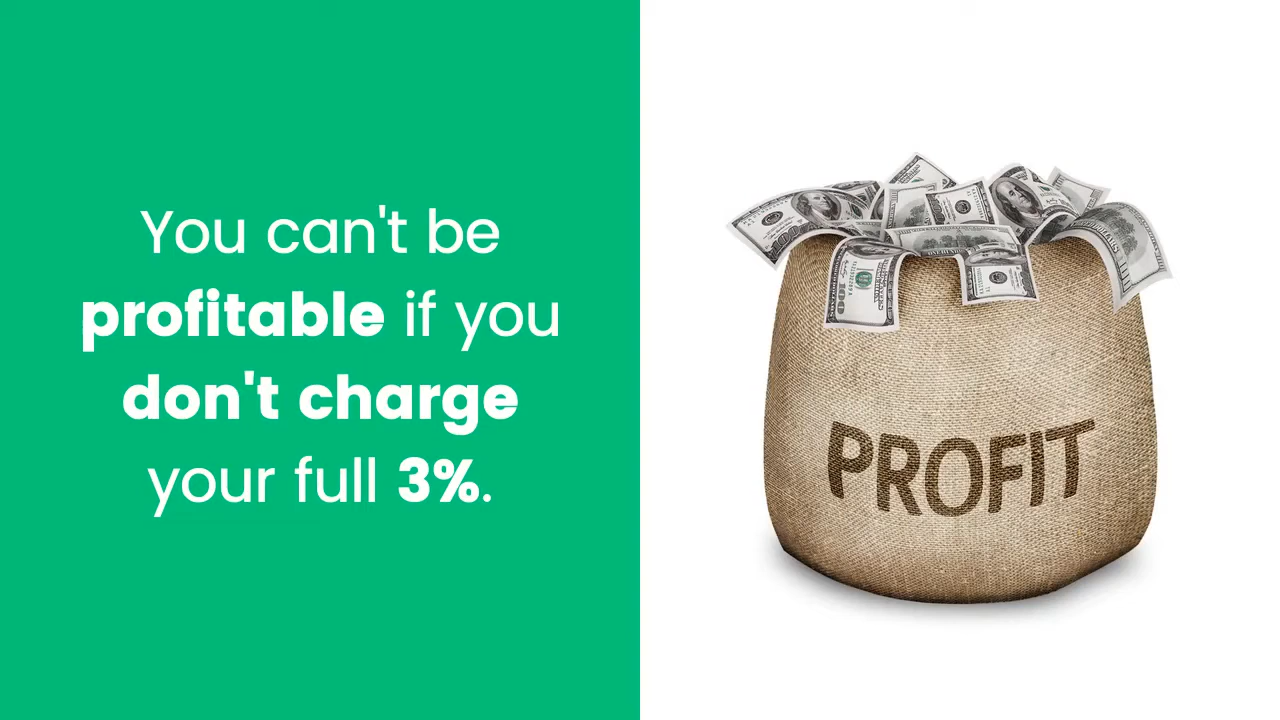 You can't be
profitable if you
don't charge
your full 3%.
PROFIT